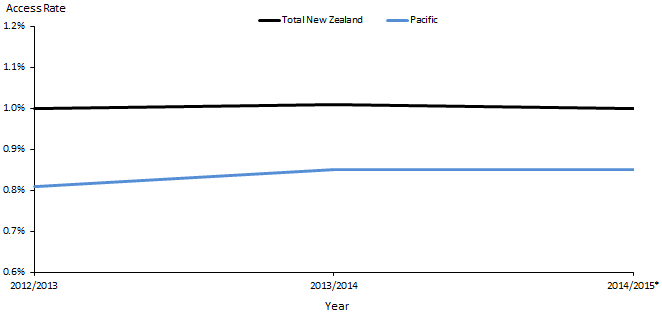 Access Rate
Total New Zealand
Pacific
1.2%
1.1%
1.0%
0.9%
0.8%
0.7%
0.6%
2012/2013
2013/2014
2014/2015*
Year